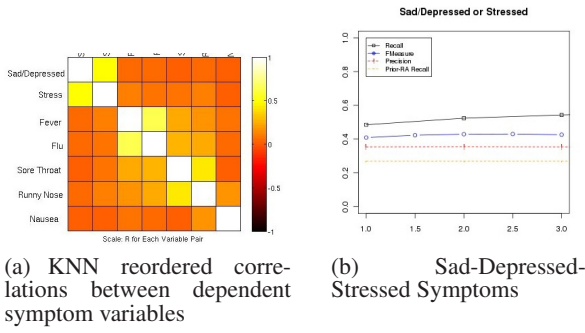 Sad/Depressed or Stressed
S S F F S R N
Sad/Depressed
Stress
Fever
Flu
Sore Throat
Runny Nose
Nausea
1
0.5
0
-0.5
-1
Scale: R for Each Variable Pair
Recall
FMeasure
Precision
Prior-RA Recall
1.0
0.8
0.6
0.4
0.2
0.0
1.0 1.5 2.0 2.5 3.0
(a) KNN reordered corre-
lations between dependent
symptom variables
(b) Sad-Depressed-
Stressed Symptoms